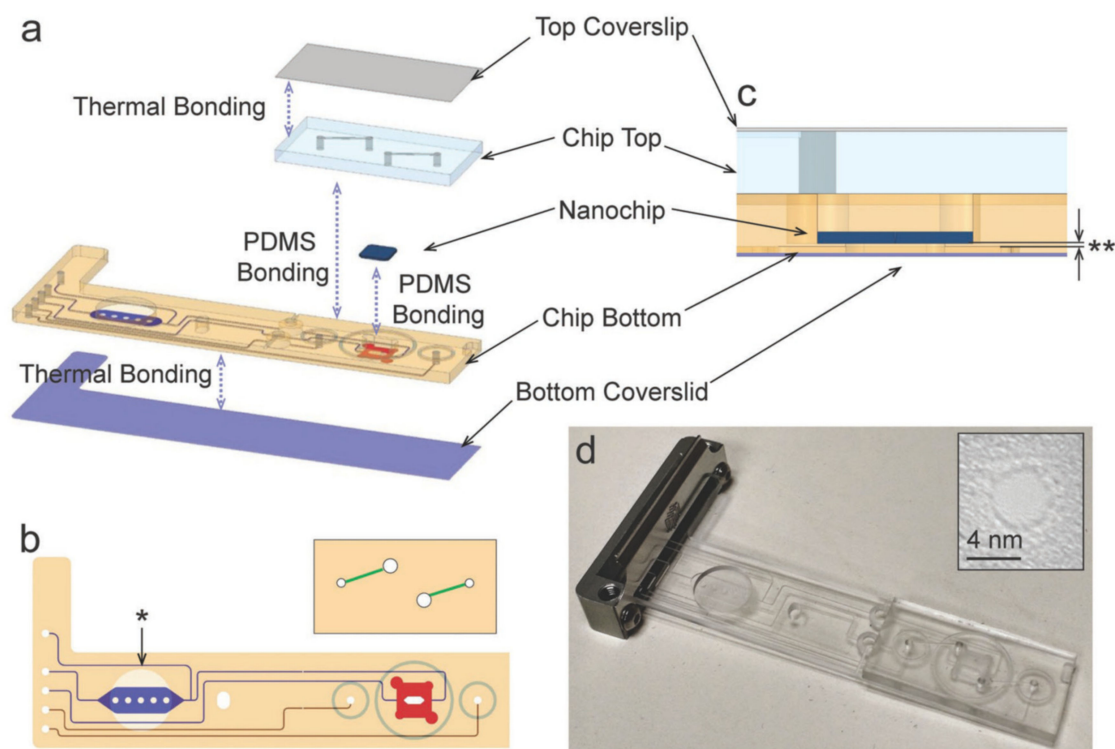 a
Top Coverslip
Thermal Bonding
c
Chip Top
Nanochip
PDMS
Bonding
PDMS
Bonding
**
Chip Bottom
Thermal Bonding
Bottom Coverslid
b
*
d
4 nm